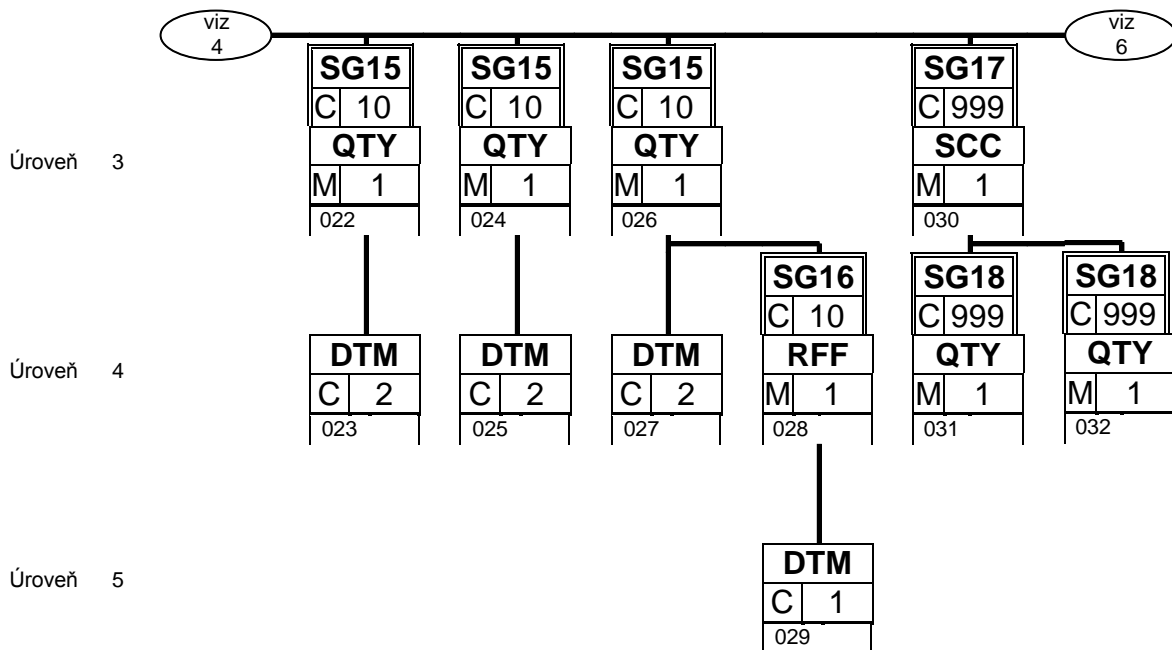 viz
4
viz
6
SG15 SG15 SG15 SG17
C 10 C 10 C 10 C 999
QTY QTY QTY SCC
Úroveň 3
M 1 M 1 M 1 M 1
022 024 026 030
SG16 SG18 SG18
C 10 C 999 C 999
DTM DTM DTM RFF QTY QTY
Úroveň 4
C 2 C 2 C 2 M 1 M 1 M 1
023 025 027 028 031 032
DTM
Úroveň 5
C 1
029